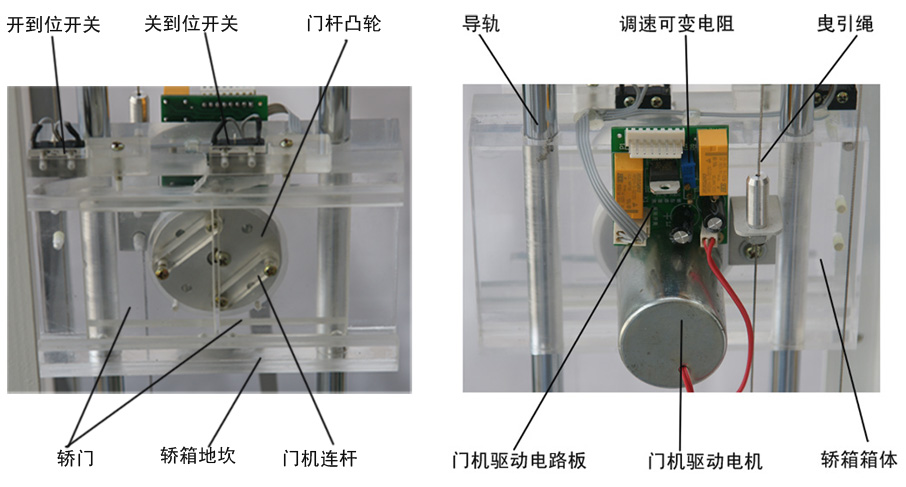 开到位开关
关到位开关
门杆凸轮
导轨
调速可变电阻
曳引绳
轿门
轿箱地坎
门机连杆
门机驱动电路板
门机驱动电机
轿箱箱体